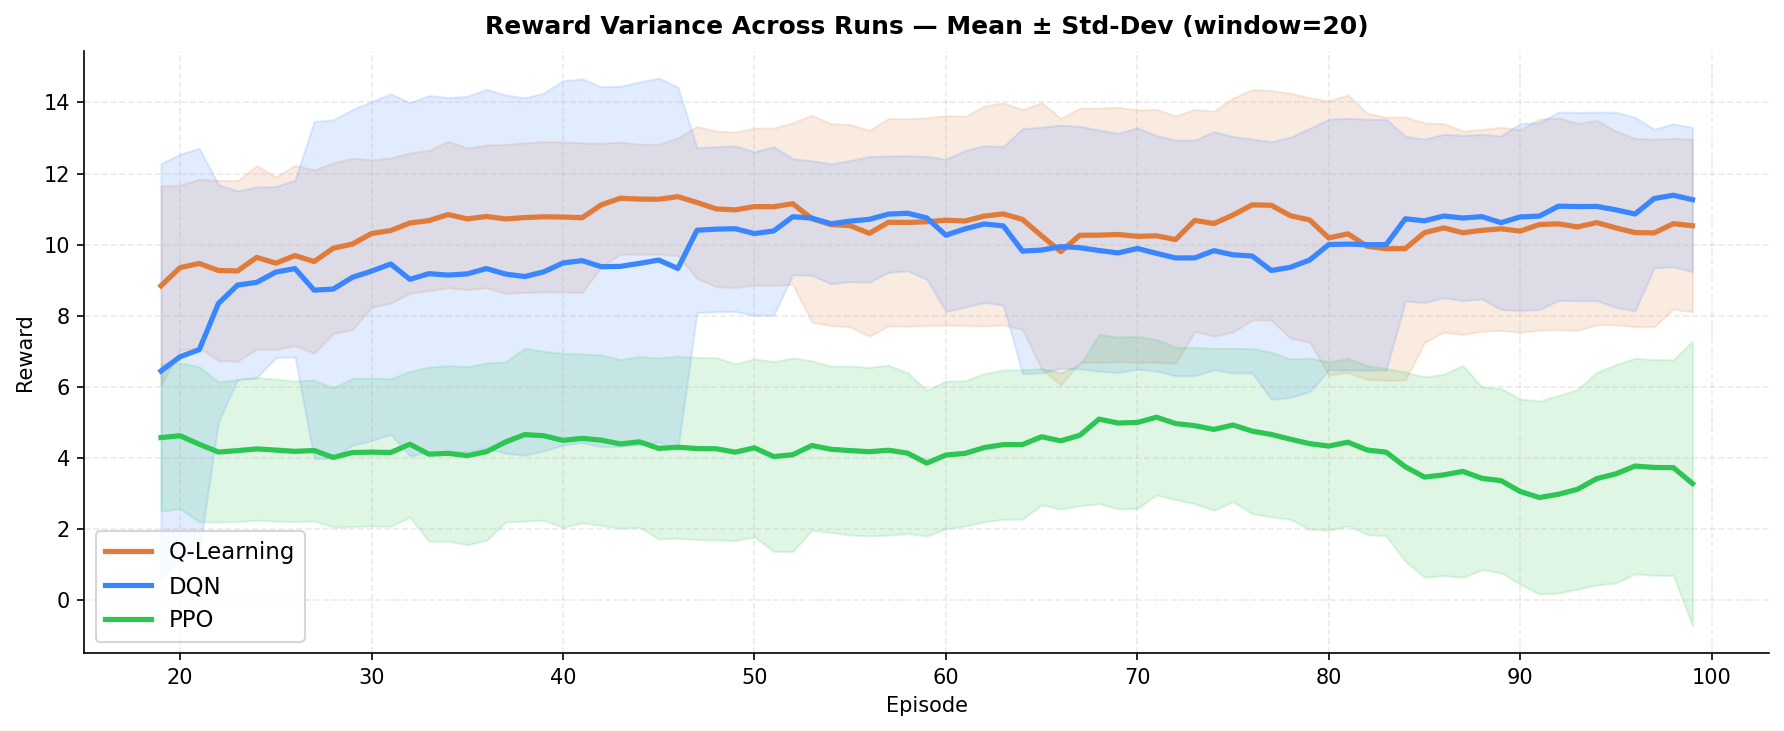 Reward Variance Across Runs — Mean ± Std-Dev (window=20)
Reward
14
12
10
8
6
4
2
0
Q-Learning
DQN
PPO
20 30 40 50 60 70 80 90 100
Episode